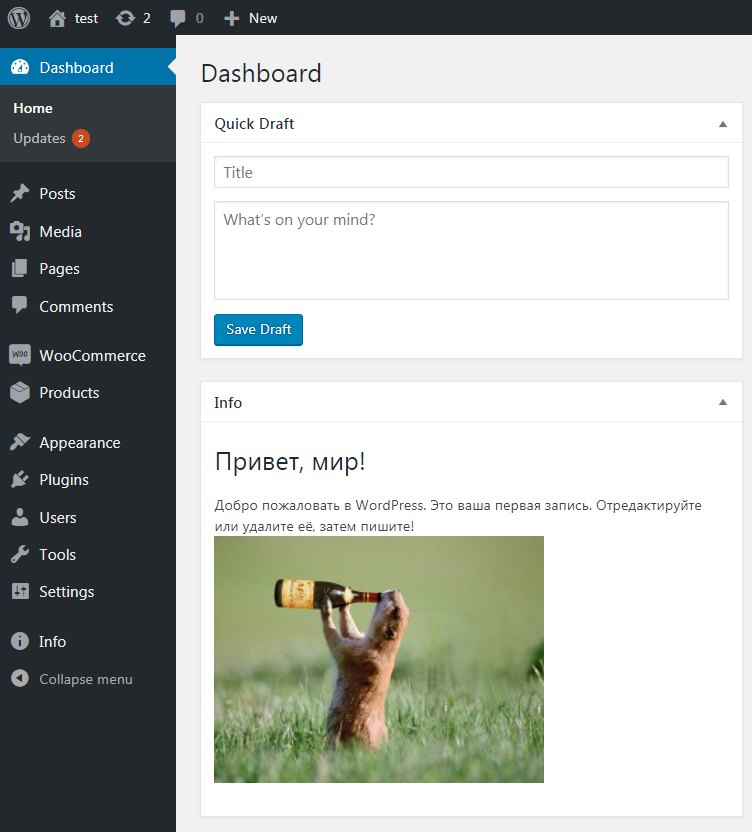 test 2 0 New
Dashboard
Home
Updates 2
Posts
Media
Pages
Comments
WooCommerce
Products
Appearance
Plugins
Users
Tools
Settings
Info
Collapse menu
Dashboard
Quick Draft
Title
What's on your mind?
Save Draft
Info
Привет, мир!
Добро пожаловать в WordPress. Это ваша первая запись. Отредактируйте
или удалите её, затем пишите!